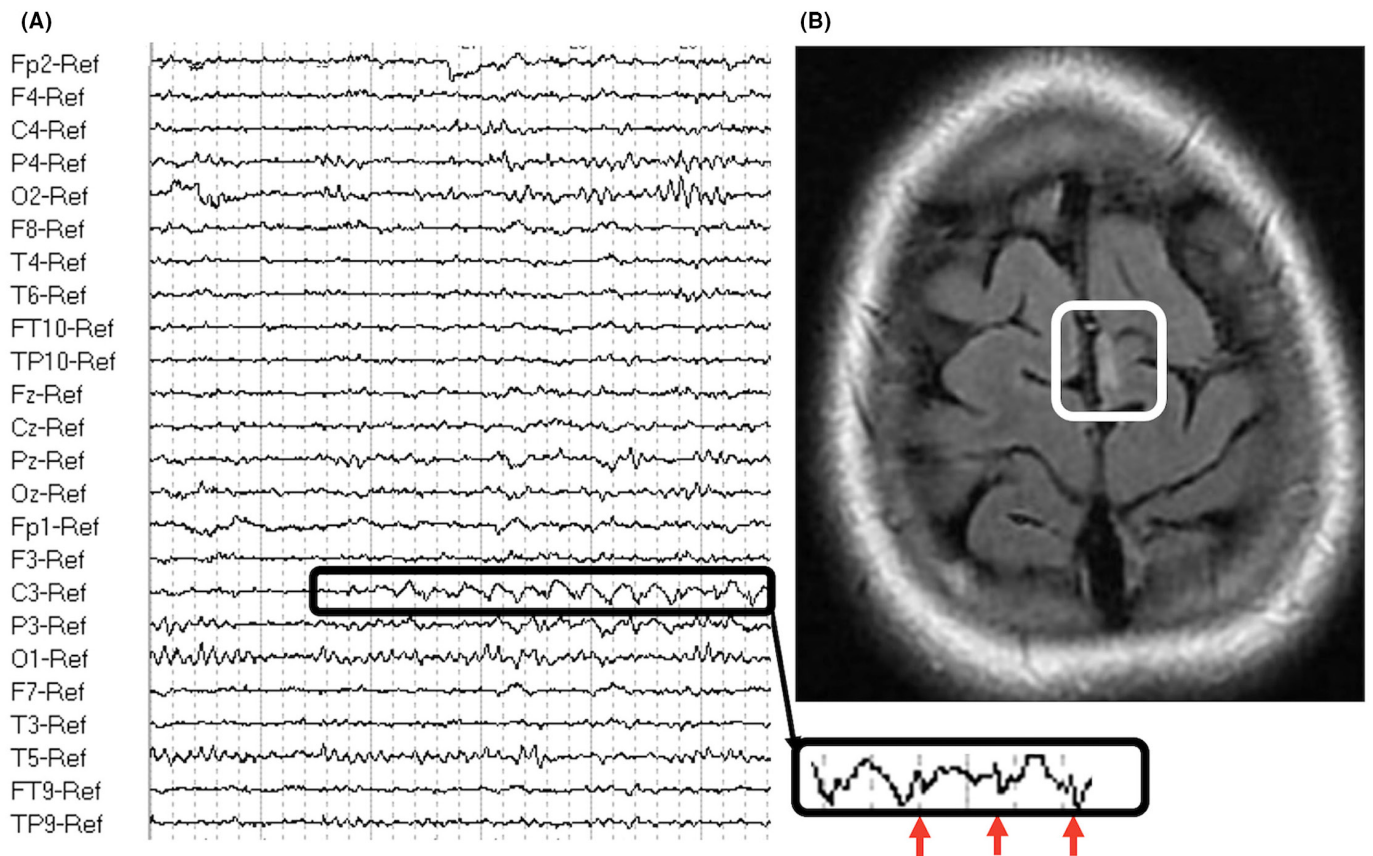 (A)
(B)
Fp2-Ref
F4-Ref
C4-Ref
P4-Ref
O2-Ref
F8-Ref
T4-Ref
T6-Ref
FT10-Ref
TP10-Ref
Fz-Ref
Cz-Ref
Pz-Ref
Oz-Ref
Fp1-Ref
F3-Ref
C3-Ref
P3-Ref
O1-Ref
F7-Ref
T3-Ref
T5-Ref
FT9-Ref
TP9-Ref